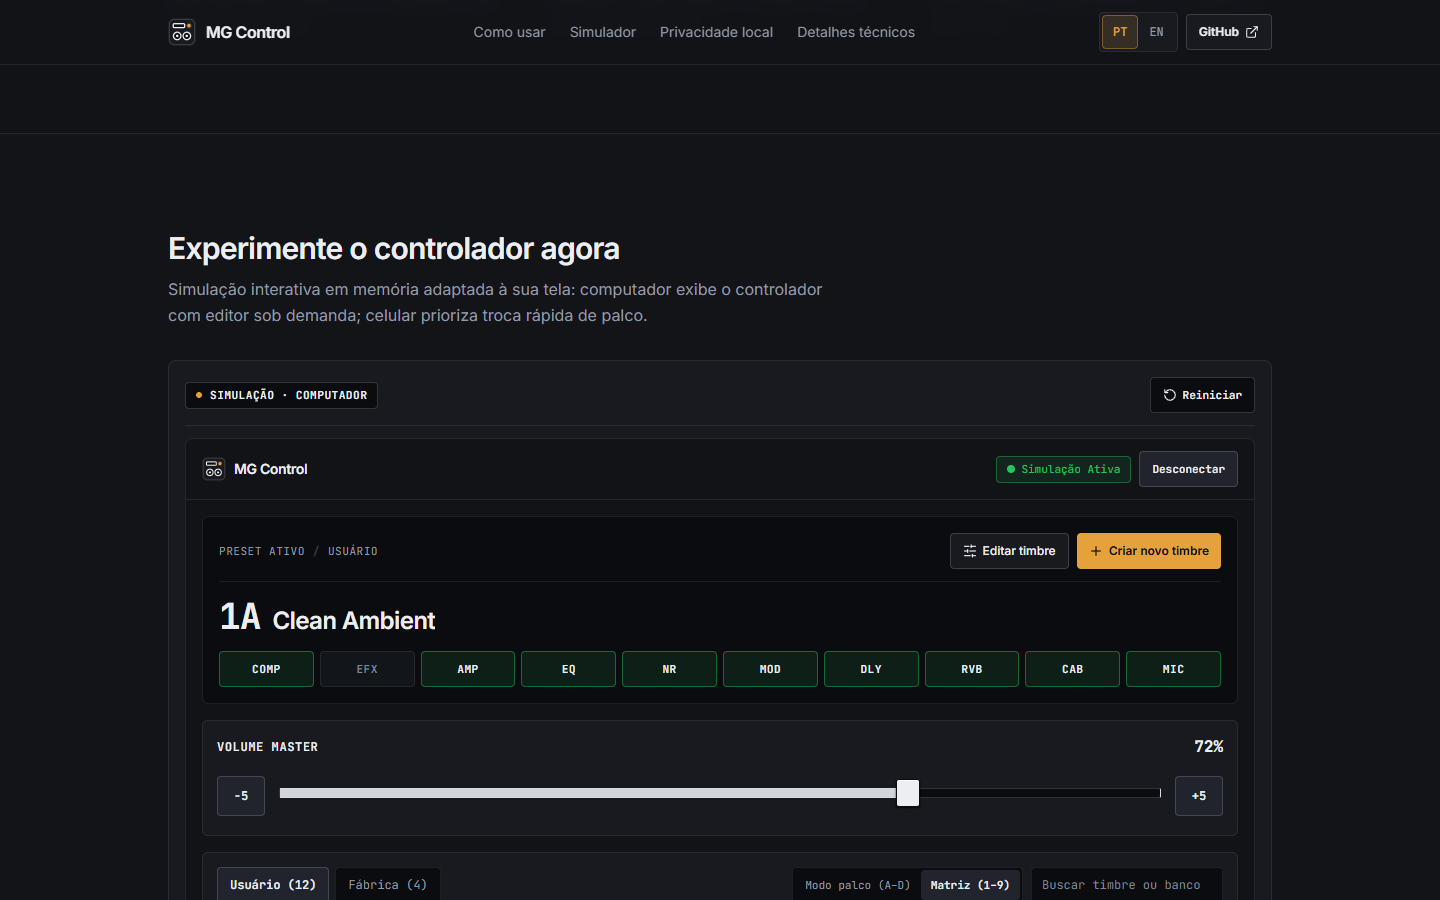 MG Control
Como usar
Simulador
Privacidade local
Detalhes técnicos
PT
EN
GitHub
Experimente o controlador agora
Simulação interativa em memória adaptada à sua tela: computador exibe o controlador
com editor sob demanda; celular prioriza troca rápida de palco.
SIMULAÇÃO · COMPUTADOR
Reiniciar
MG Control
Simulação Ativa
Desconectar
PRESET ATIVO / USUÁRIO
Editar timbre
Criar novo timbre
1A Clean Ambient
COMP
EFX
AMP
EQ
NR
MOD
DLY
RVB
CAB
MIC
VOLUME MASTER
72%
-5
+5
Usuário (12)
Fábrica (4)
Modo palco (A-D)
Matriz (1-9)
Buscar timbre ou banco